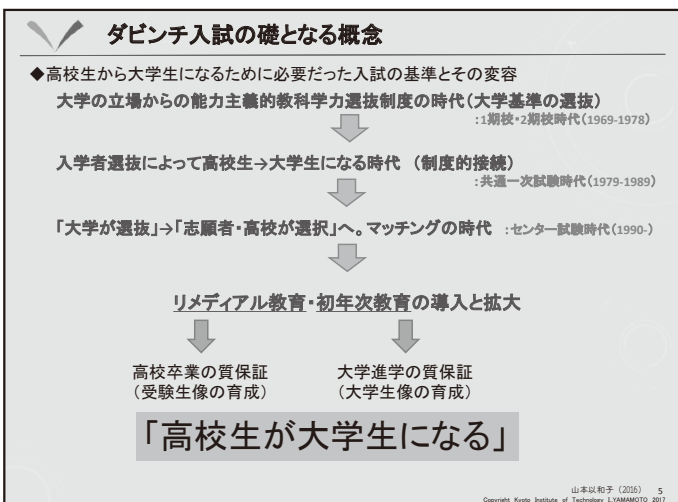 ダビンチ入試の礎となる概念
◆高校生から大学生になるために必要だった入試の基準とその変容
大学の立場からの能力主義的教科学力選抜制度の時代(大学基準の選抜)
:1期校・2期校時代(1969-1978)
入学者選抜によって高校生→大学生になる時代 (制度的接続)
:共通一次試験時代(1979-1989)
「大学が選抜」→「志願者・高校が選択」へ。マッチングの時代 :センター試験時代(1990-)
リメディアル教育・初年次教育の導入と拡大
高校卒業の質保証 大学進学の質保証
(受験生像の育成) (大学生像の育成)
「高校生が大学生になる」
山本以和子(2016) 5
Copyright Kyoto Institute of Technology I.YAMAMOTO 2017